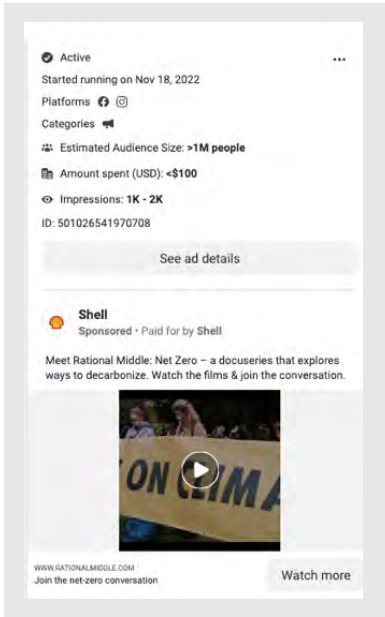 Active
Started running on Nov 18, 2022
Platforms
Categories
Estimated Audience Size: >1M people
Amount spent (USD): <$100
Impressions: 1K - 2K
ID: 501026541970708
See ad details
Shell
Sponsored • Paid for by Shell
Meet Rational Middle: Net Zero – a docuseries that explores
ways to decarbonize. Watch the films & join the conversation.
ON CLIMA
WWW.RATIONALMIDDLE.COM
Join the net-zero conversation
Watch more